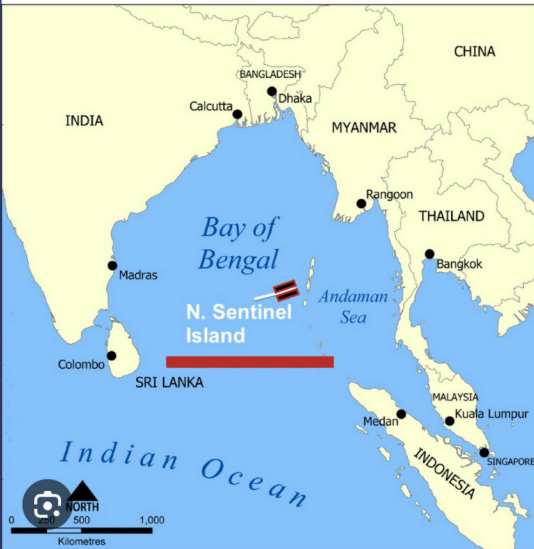 CHINA
BANGLADESH
Dhaka
Calcutta
INDIA
MYANMAR
Rangoon
THAILAND
Bay of
Bengal
Bangkok
Madras
Andaman
Sea
N. Sentinel
Island
Colombo
SRI LANKA
MALAYSIA
Kuala Lumpur
Medan
SINGAPORE
INDONESIA
Indian Ocean
NORTH
0 250 500 1,000
Kilometres